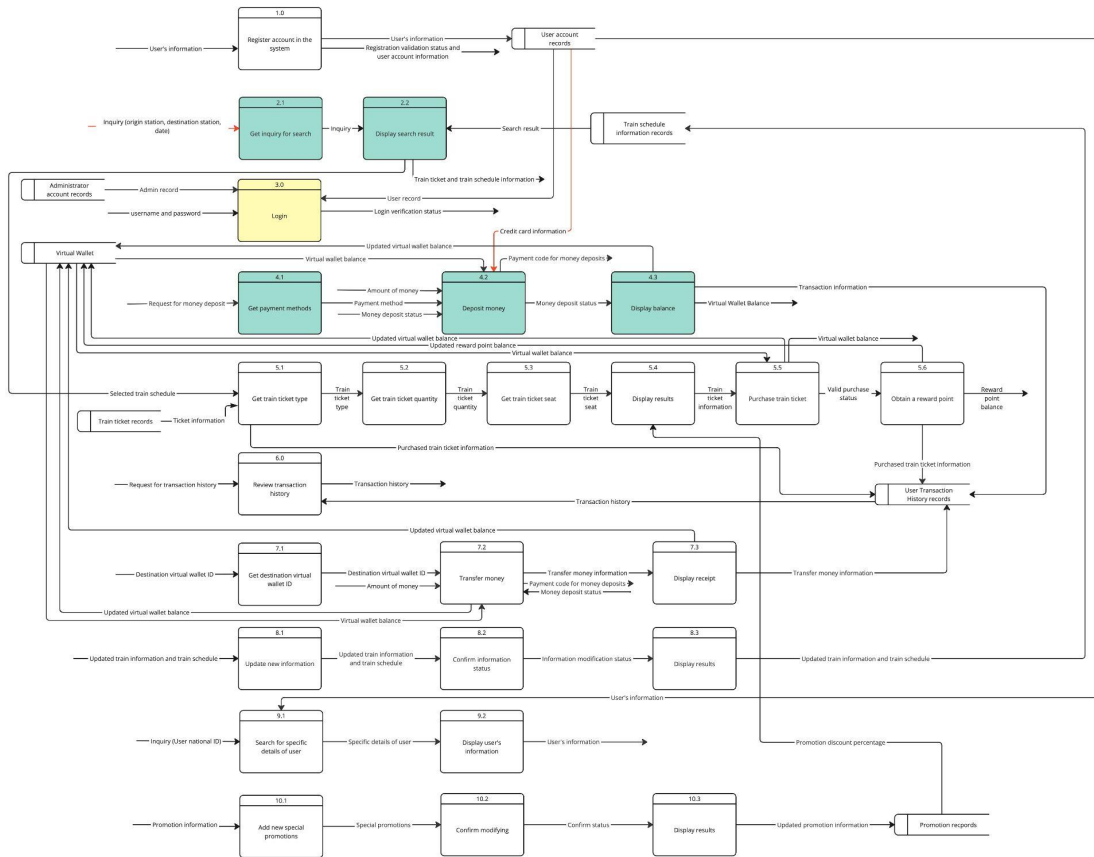 1.0
Register account in the
system
User's information
User's information
Registration validation status and
user account information
User account
records
2.1
Get inquiry for search
2.2
Display search result
Inquiry (origin station, destination station,
date)
Inquiry
Search result
Train schedule
information records
Train ticket and train schedule information
Administrator
account records
Admin record
3.0
Login
User record
username and password
Login verification status
Credit card information
Virtual Wallet
Updated virtual wallet balance
Virtual wallet balance
Payment code for money deposits
4.1
Get payment methods
4.2
Deposit money
4.3
Display balance
Request for money deposit
Amount of money
Payment method
Money deposit status
Money deposit status
Transaction information
Virtual Wallet Balance
Updated virtual wallet balance
Virtual wallet balance
Updated reward point balance
Virtual wallet balance
5.1
Get train ticket type
5.2
Get train ticket quantity
5.3
Get train ticket seat
5.4
Display results
5.5
Purchase train ticket
5.6
Obtain a reward point
Selected train schedule
Train
ticket
type
Train
ticket
quantity
Train
ticket
seat
Train
ticket
information
Valid purchase
status
Reward
point
balance
Train ticket records
Ticket information
Purchased train ticket information
Purchased train ticket information
6.0
Review transaction
history
Request for transaction history
Transaction history
Transaction history
User Transaction
History records
Updated virtual wallet balance
7.1
Get destination virtual
wallet ID
7.2
Transfer money
7.3
Display receipt
Destination virtual wallet ID
Destination virtual wallet ID
Amount of money
Transfer money information
Payment code for money deposits
Money deposit status
Transfer money information
Updated virtual wallet balance
Virtual wallet balance
8.1
Update new information
8.2
Confirm information
status
8.3
Display results
Updated train information and train schedule
Updated train information
and train schedule
Information modification status
Updated train information and train schedule
User's information
9.1
Search for specific
details of user
9.2
Display user's
information
Inquiry (User national ID)
Specific details of user
User's information
Promotion discount percentage
10.1
Add new special
promotions
10.2
Confirm modifying
10.3
Display results
Promotion information
Special promotions
Confirm status
Updated promotion information
Promotion recpords